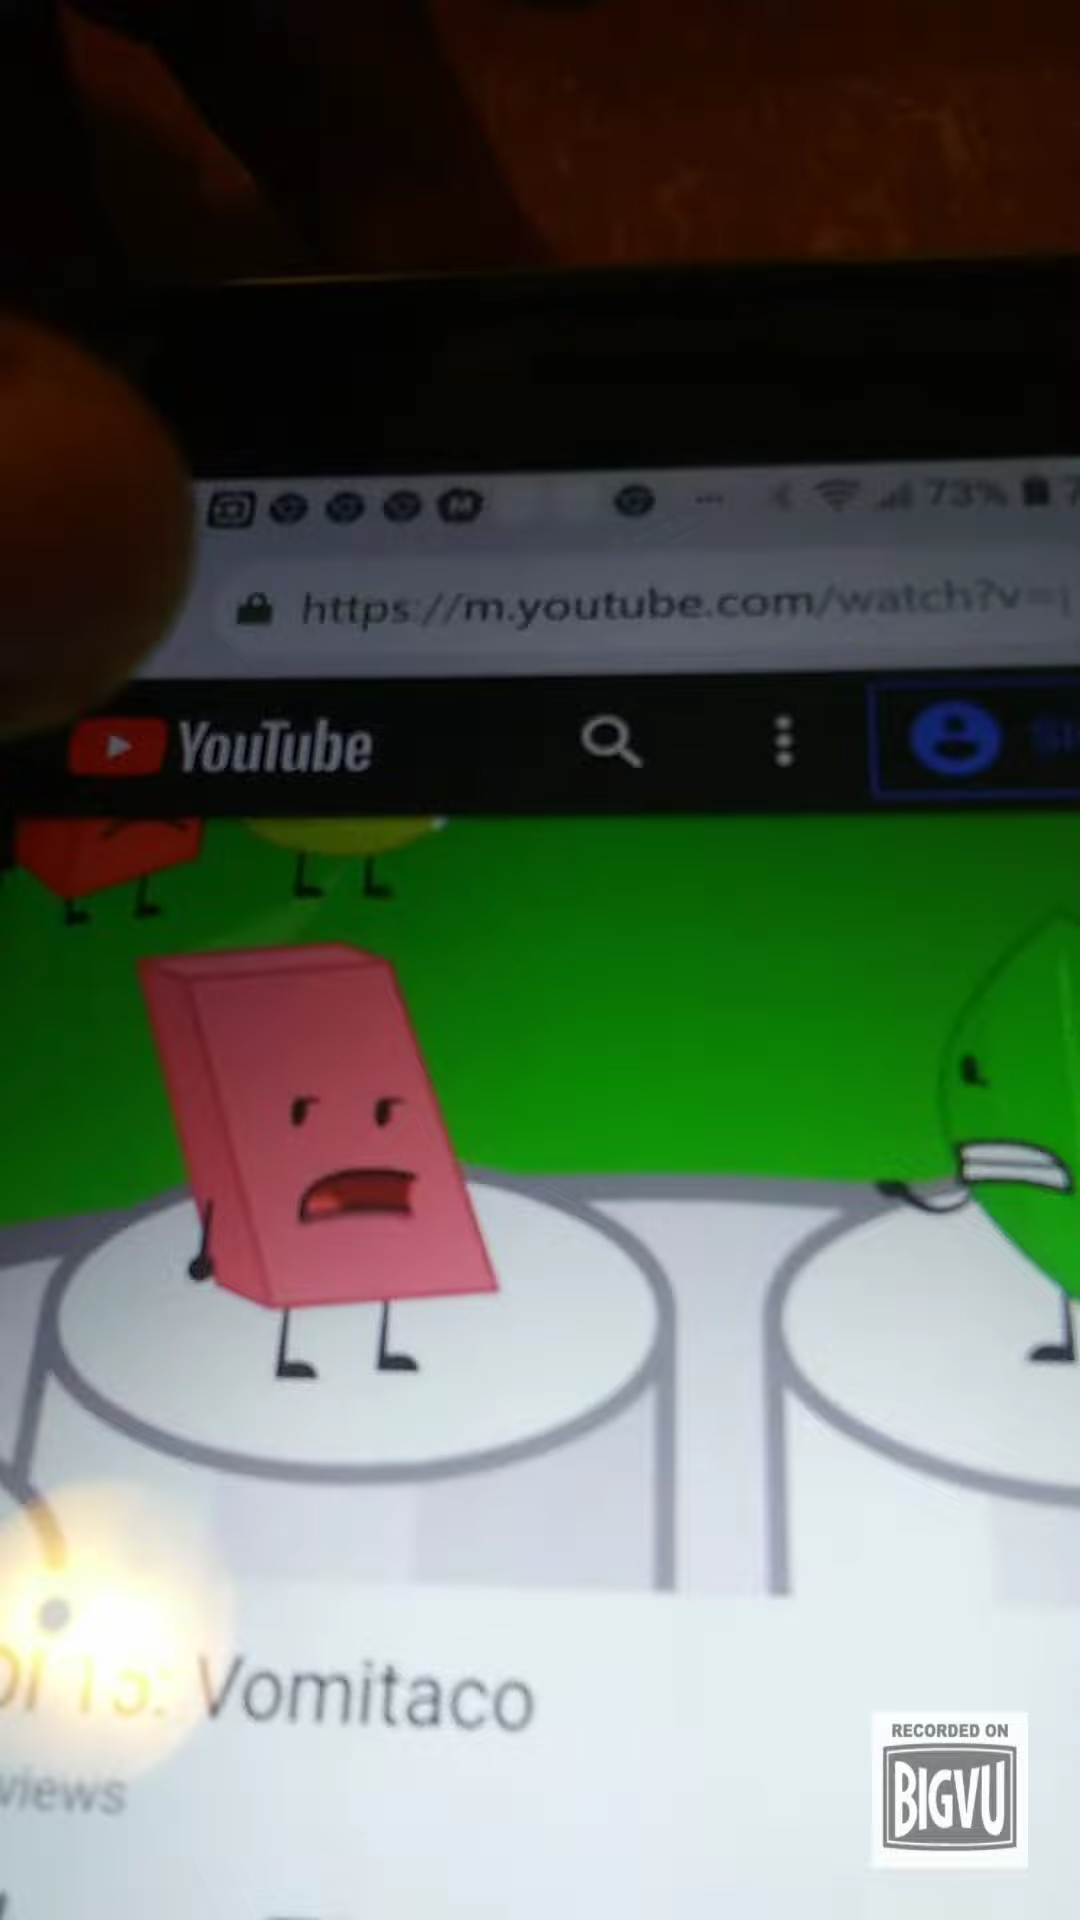 M ... 73%
https://m.youtube.com/watch?v=
YouTube
Vomitaco
views
RECORDED ON
BIGVU